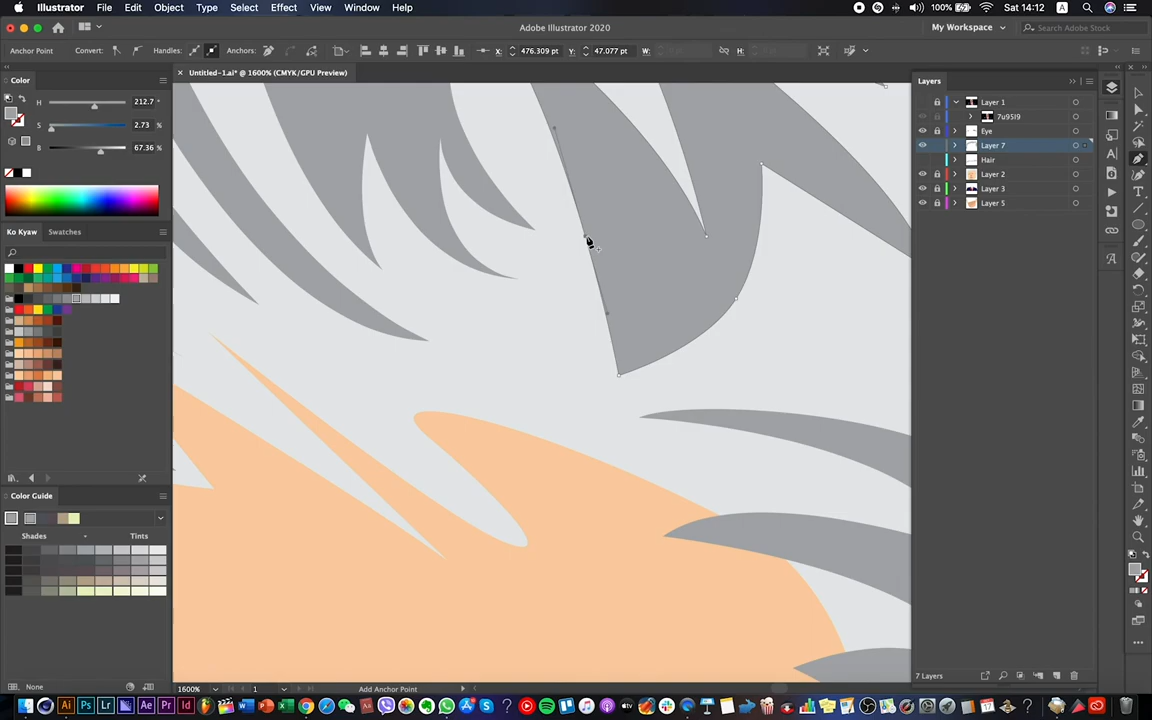 Illustrator File Edit Object Type Select Effect View Window Help 100% Sat 14:12 A
Adobe Illustrator 2020 My Workspace Search Adobe Stock
Anchor Point Convert: Handles: Anchors: X: 476.309 pt Y: 47.077 pt W: H:
Color
Untitled-1.ai* @ 1600% (CMYK/GPU Preview)
Layers
H 212.7 °
S 2.73 %
B 67.36 %
Layer 1
7u95I9
Eye
Layer 7
Hair
Layer 2
Layer 3
Layer 5
Ko Kyaw Swatches
Color Guide
Shades Tints
None
1600% 1 Add Anchor Point
7 Layers